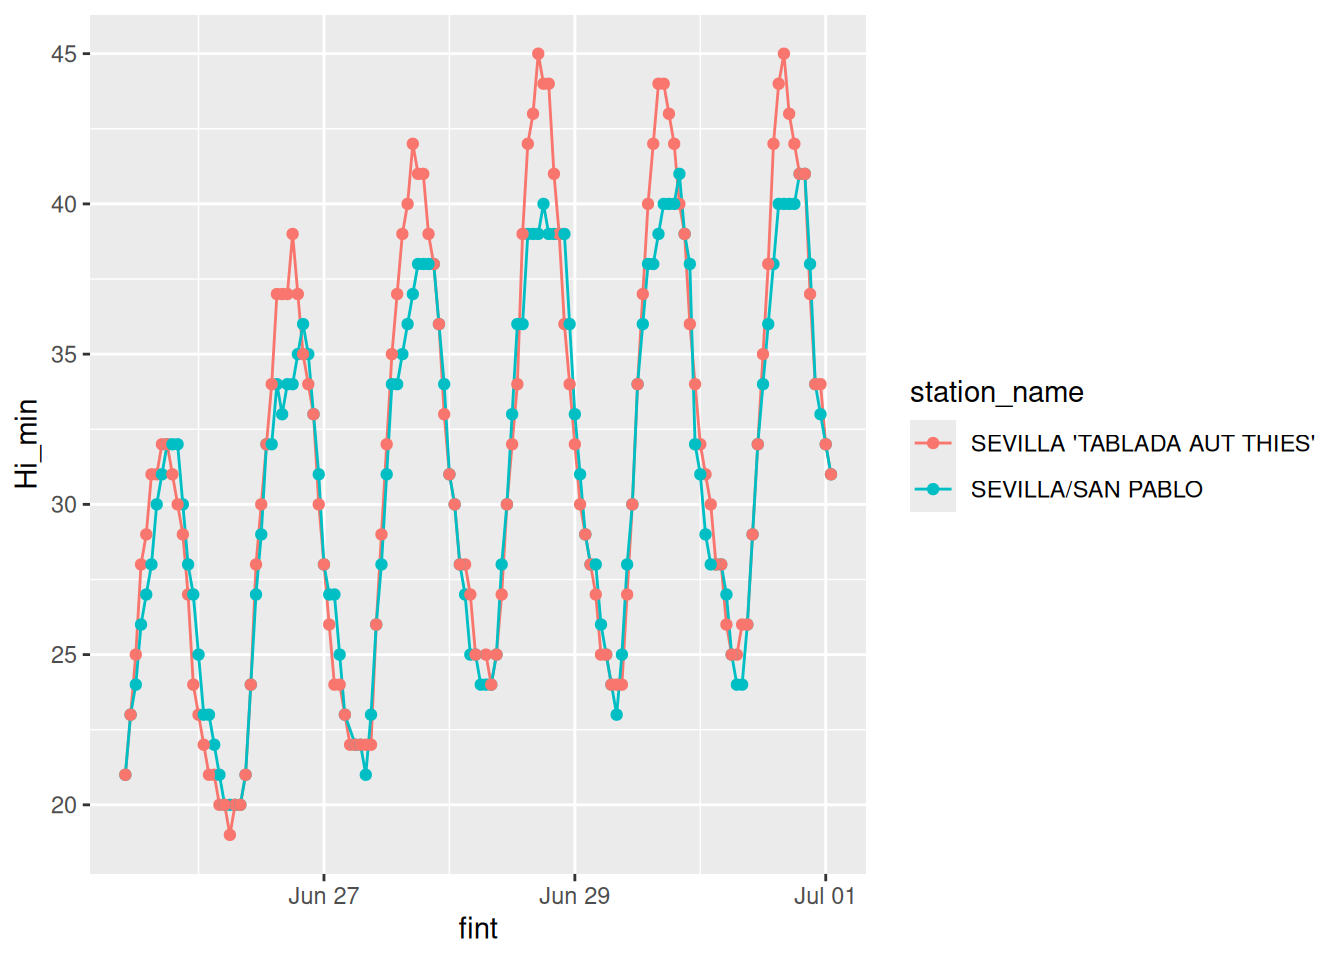 45
40
35
30
25
20
Hi_min
Jun 27
Jun 29
Jul 01
fint
station_name
SEVILLA 'TABLADA AUT THIES'
SEVILLA/SAN PABLO